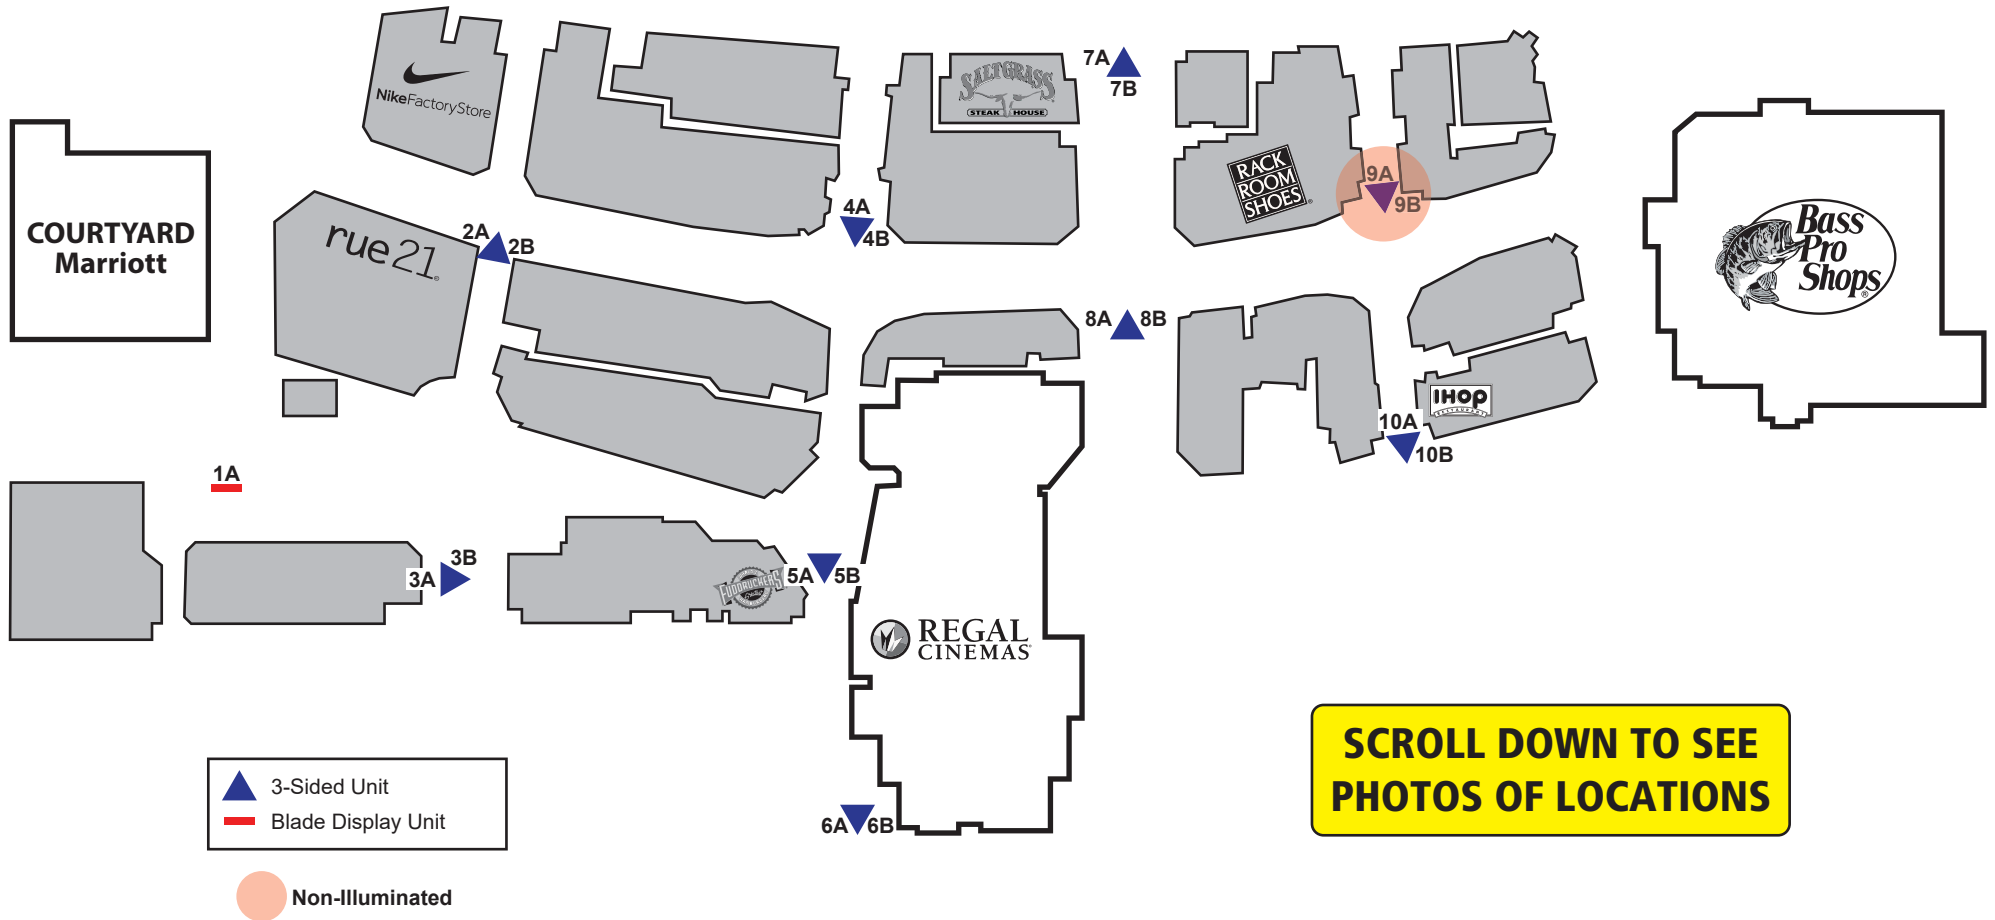 NikeFactoryStore
SALTGRASS
STEAK HOUSE
7A
7B
COURTYARD
Marriott
rue21®
2A
2B
4A
4B
RACK
ROOM
SHOES®
9A
9B
Bass
Pro
Shops®
8A
8B
IHOP
RESTAURANT
10A
10B
1A
3A
3B
FUDDRUCKERS
5A
5B
REGAL
CINEMAS
6A
6B
3-Sided Unit
Blade Display Unit
Non-Illuminated
SCROLL DOWN TO SEE
PHOTOS OF LOCATIONS